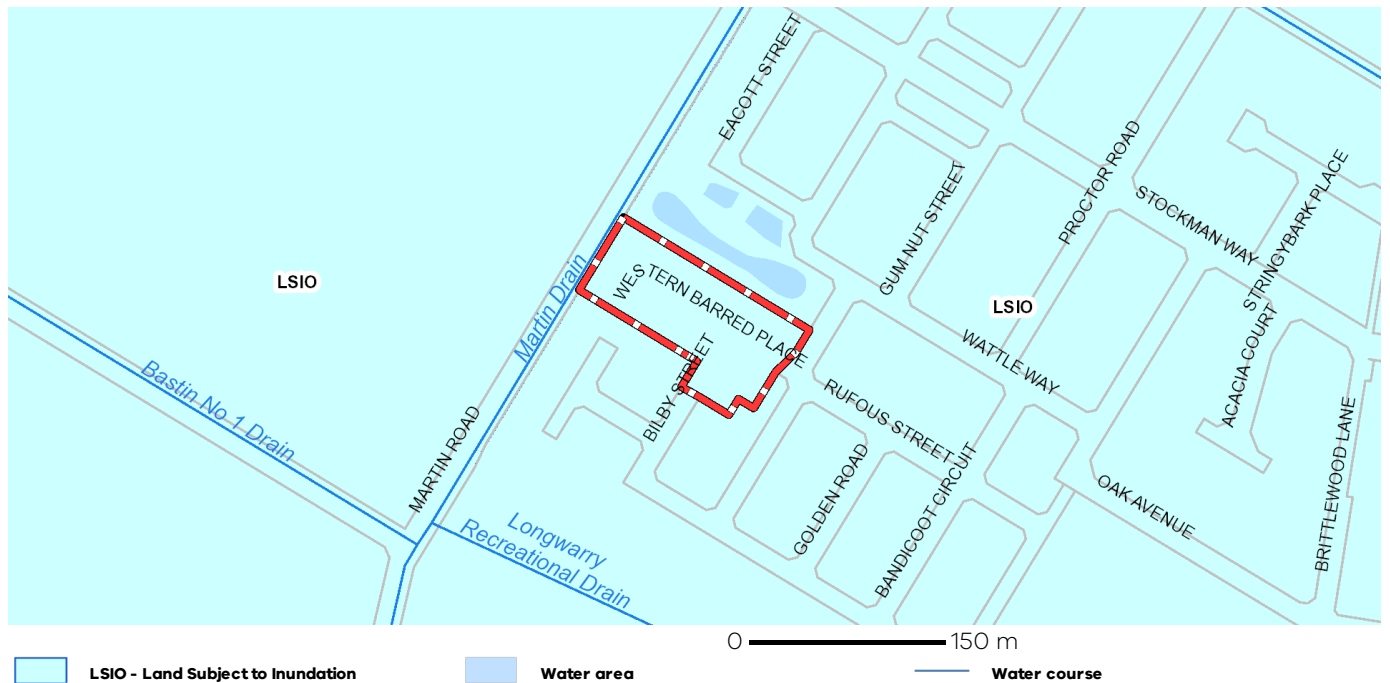 EACOTT STREET
PROCTOR ROAD
STOCKMAN WAY
STRINGYBARK PLACE
GUM NUT STREET
LSIO
LSIO
WESTERN BARRED PLACE
Martin Drain
WATTLE WAY
ACACIA COURT
BILBY STREET
RUFOUS STREET
Bastin No 1 Drain
MARTIN ROAD
GOLDEN ROAD
BANDICOOT CIRCUIT
OAK AVENUE
BRITTLEWOOD LANE
Longwarry
Recreational Drain
0 150 m
LSIO - Land Subject to Inundation
Water area
Water course